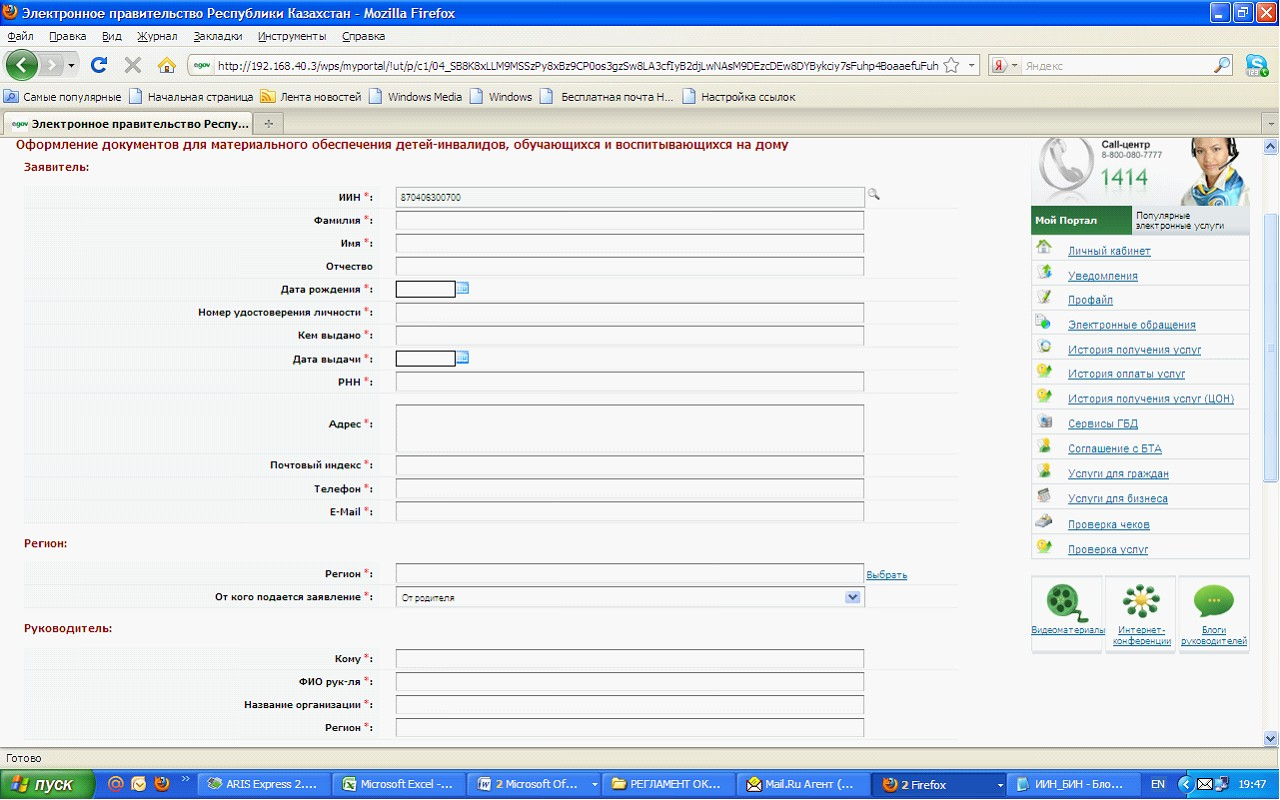 Электронное правительство Республики Казахстан - Mozilla Firefox
Файл Правка Вид Журнал Закладки Инструменты Справка
egov http://192.168.40.3/wps/myportal/!ut/p/c1/ Яндекс
Самые популярные Начальная страница Лента новостей Windows Media Windows Бесплатная почта H... Настройка ссылок
egov Электронное правительство Респу...
Оформление документов для материального обеспечения детей-инвалидов, обучающихся и воспитывающихся на дому
Заявитель:
ИИН *: 870406300700
Фамилия *:
Имя *:
Отчество
Дата рождения *:
Номер удостоверения личности *:
Кем выдано *:
Дата выдачи *:
РНН *:
Адрес *:
Почтовый индекс *:
Телефон *:
E-Mail *:
Регион:
Регион *: Выбрать
От кого подается заявление *: От родителя
Руководитель:
Кому *:
ФИО рук-ля *:
Название организации *:
Регион *:
Call-центр
8-800-080-7777
1414
Мой Портал
Популярные
электронные услуги
Личный кабинет
Уведомления
Профайл
Электронные обращения
История получения услуг
История оплаты услуг
История получения услуг (ЦОН)
Сервисы ГБД
Соглашение с БТА
Услуги для граждан
Услуги для бизнеса
Проверка чеков
Проверка услуг
Видеоматериалы
Интернет-
конференции
Блоги
руководителей
Готово
пуск ARIS Express 2.... Microsoft Excel -... 2 Microsoft Of... РЕГЛАМЕНТ ОК... Mail.Ru Агент (... 2 Firefox ИИН_БИН - Бло... EN 19:47